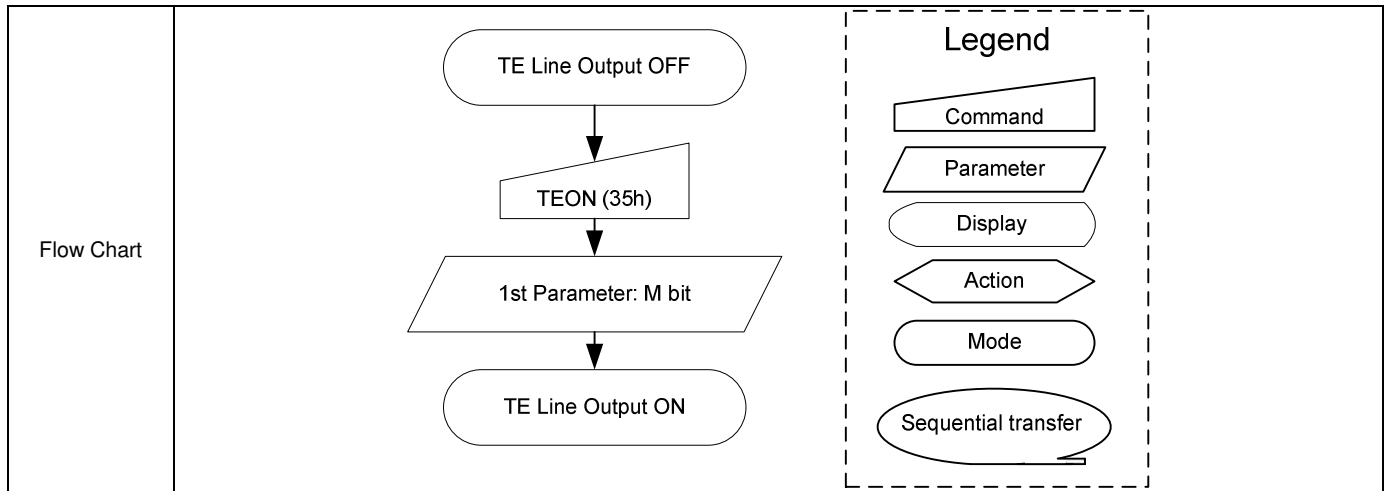 Flow Chart
TE Line Output OFF
TEON (35h)
1st Parameter: M bit
TE Line Output ON
Legend
Command
Parameter
Display
Action
Mode
Sequential transfer